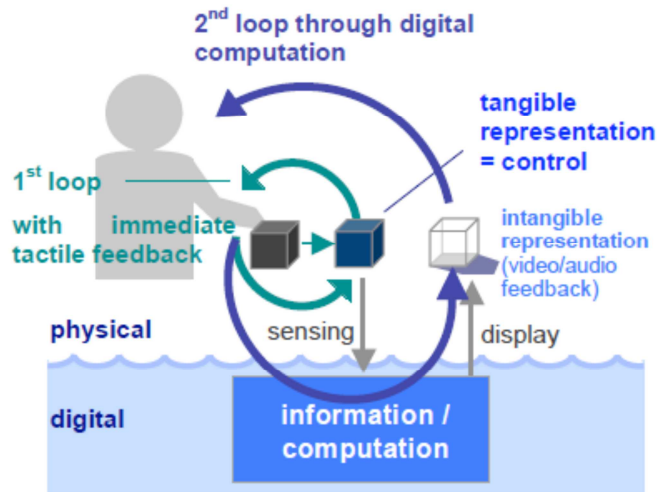 2nd loop through digital
computation
tangible
representation
= control
1st loop
with immediate
tactile feedback
intangible
representation
(video/audio
feedback)
physical
sensing
display
digital
information /
computation